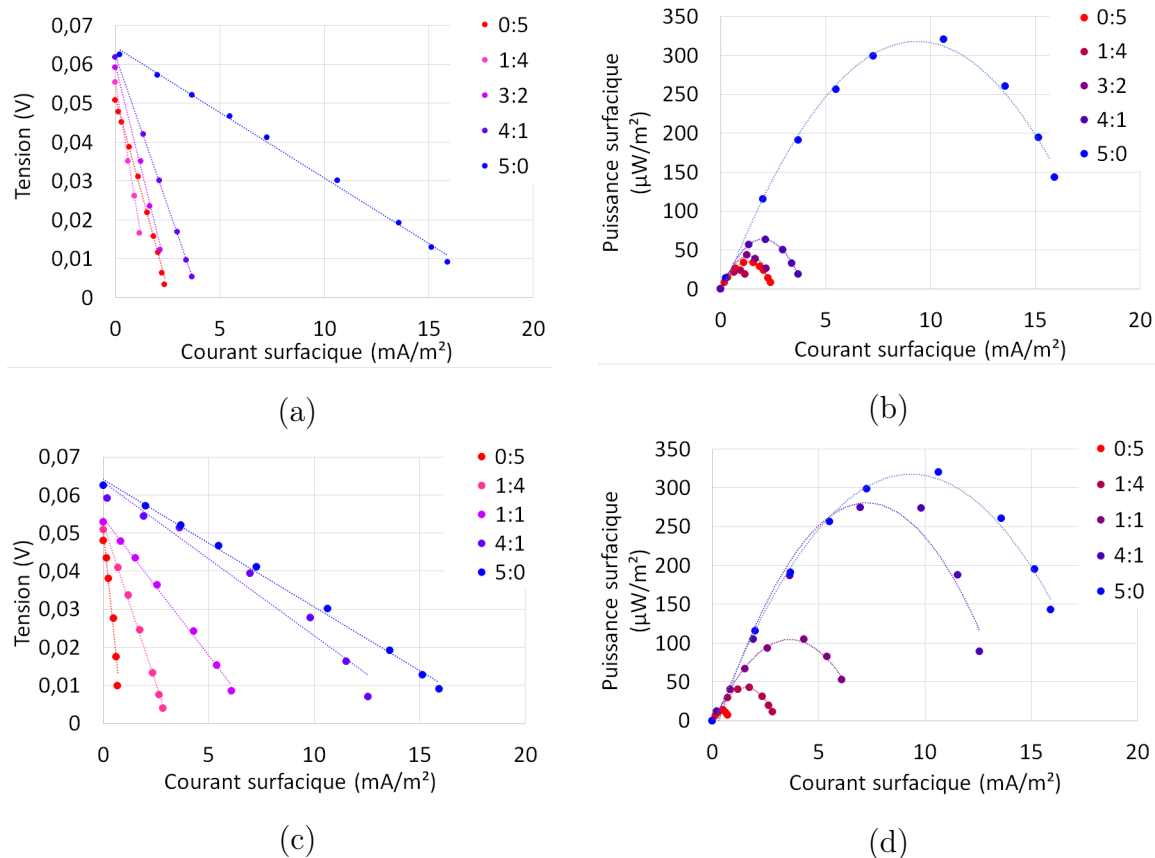 0,07
0,06
0,05
0,04
0,03
0,02
0,01
0
Tension (V)
0 5 10 15 20
Courant surfacique (mA/m²)
0:5
1:4
3:2
4:1
5:0
(a)
350
300
250
200
150
100
50
0
Puissance surfacique
(µW/m²)
0 5 10 15 20
Courant surfacique (mA/m²)
0:5
1:4
3:2
4:1
5:0
(b)
0,07
0,06
0,05
0,04
0,03
0,02
0,01
0
Tension (V)
0 5 10 15 20
Courant surfacique (mA/m²)
0:5
1:4
1:1
4:1
5:0
(c)
350
300
250
200
150
100
50
0
Puissance surfacique
(µW/m²)
0 5 10 15 20
Courant surfacique (mA/m²)
0:5
1:4
1:1
4:1
5:0
(d)